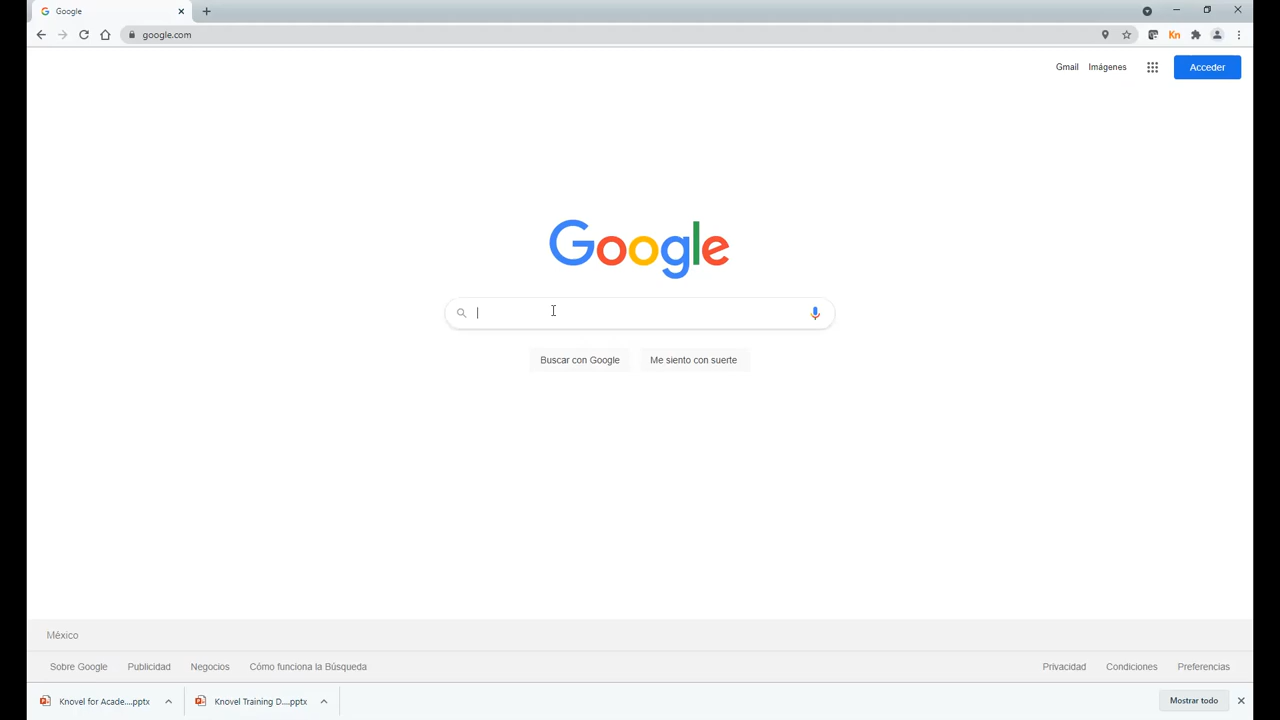 Google
google.com
Kn
Gmail
Imágenes
Acceder
Google
Buscar con Google
Me siento con suerte
México
Sobre Google
Publicidad
Negocios
Cómo funciona la Búsqueda
Privacidad
Condiciones
Preferencias
Knovel for Acade....pptx
Knovel Training D....pptx
Mostrar todo